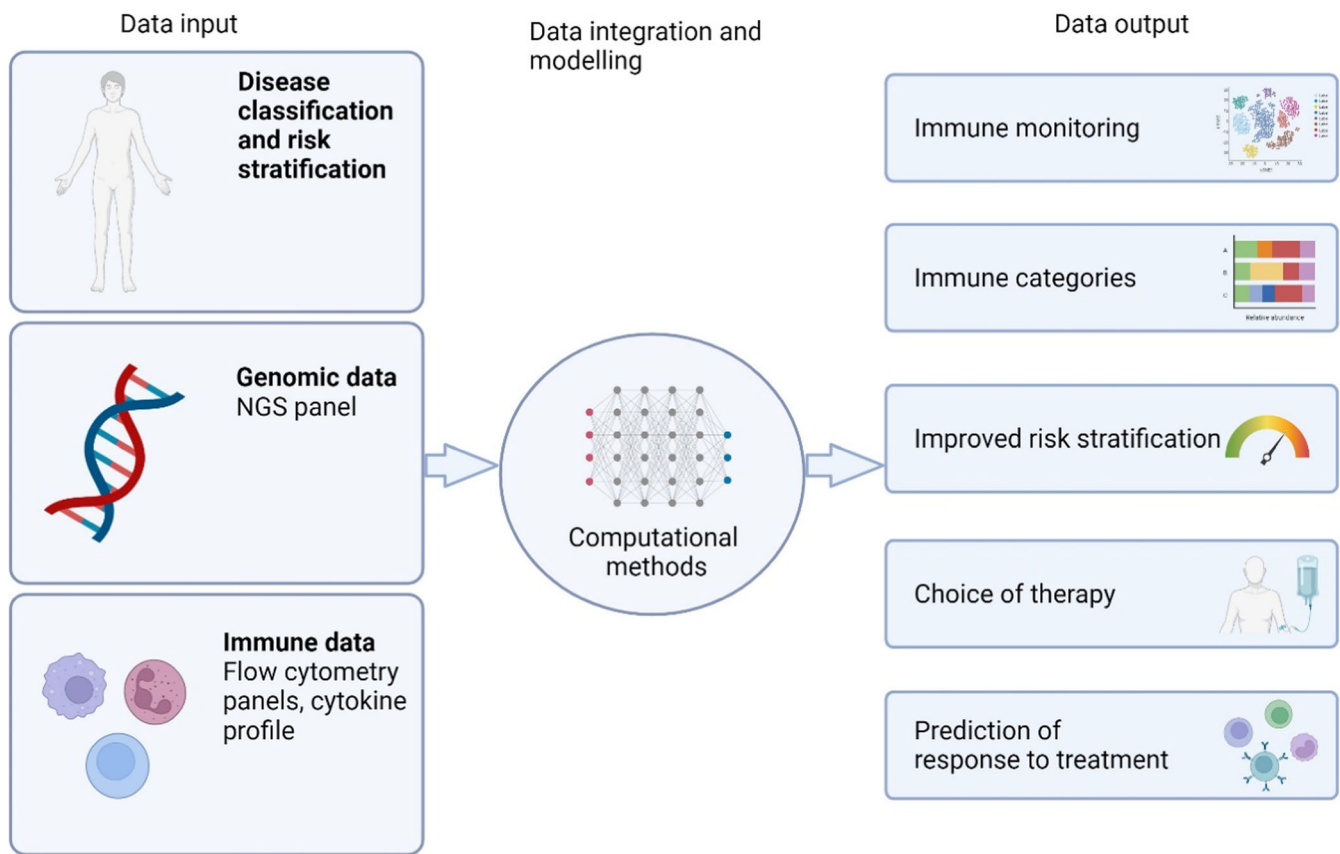 Data input
Disease
classification
and risk
stratification
Genomic data
NGS panel
Immune data
Flow cytometry
panels, cytokine
profile
Data integration and
modelling
Computational
methods
Data output
Immune monitoring
Immune categories
A
B
C
Relative abundance
Improved risk stratification
Choice of therapy
Prediction of
response to treatment